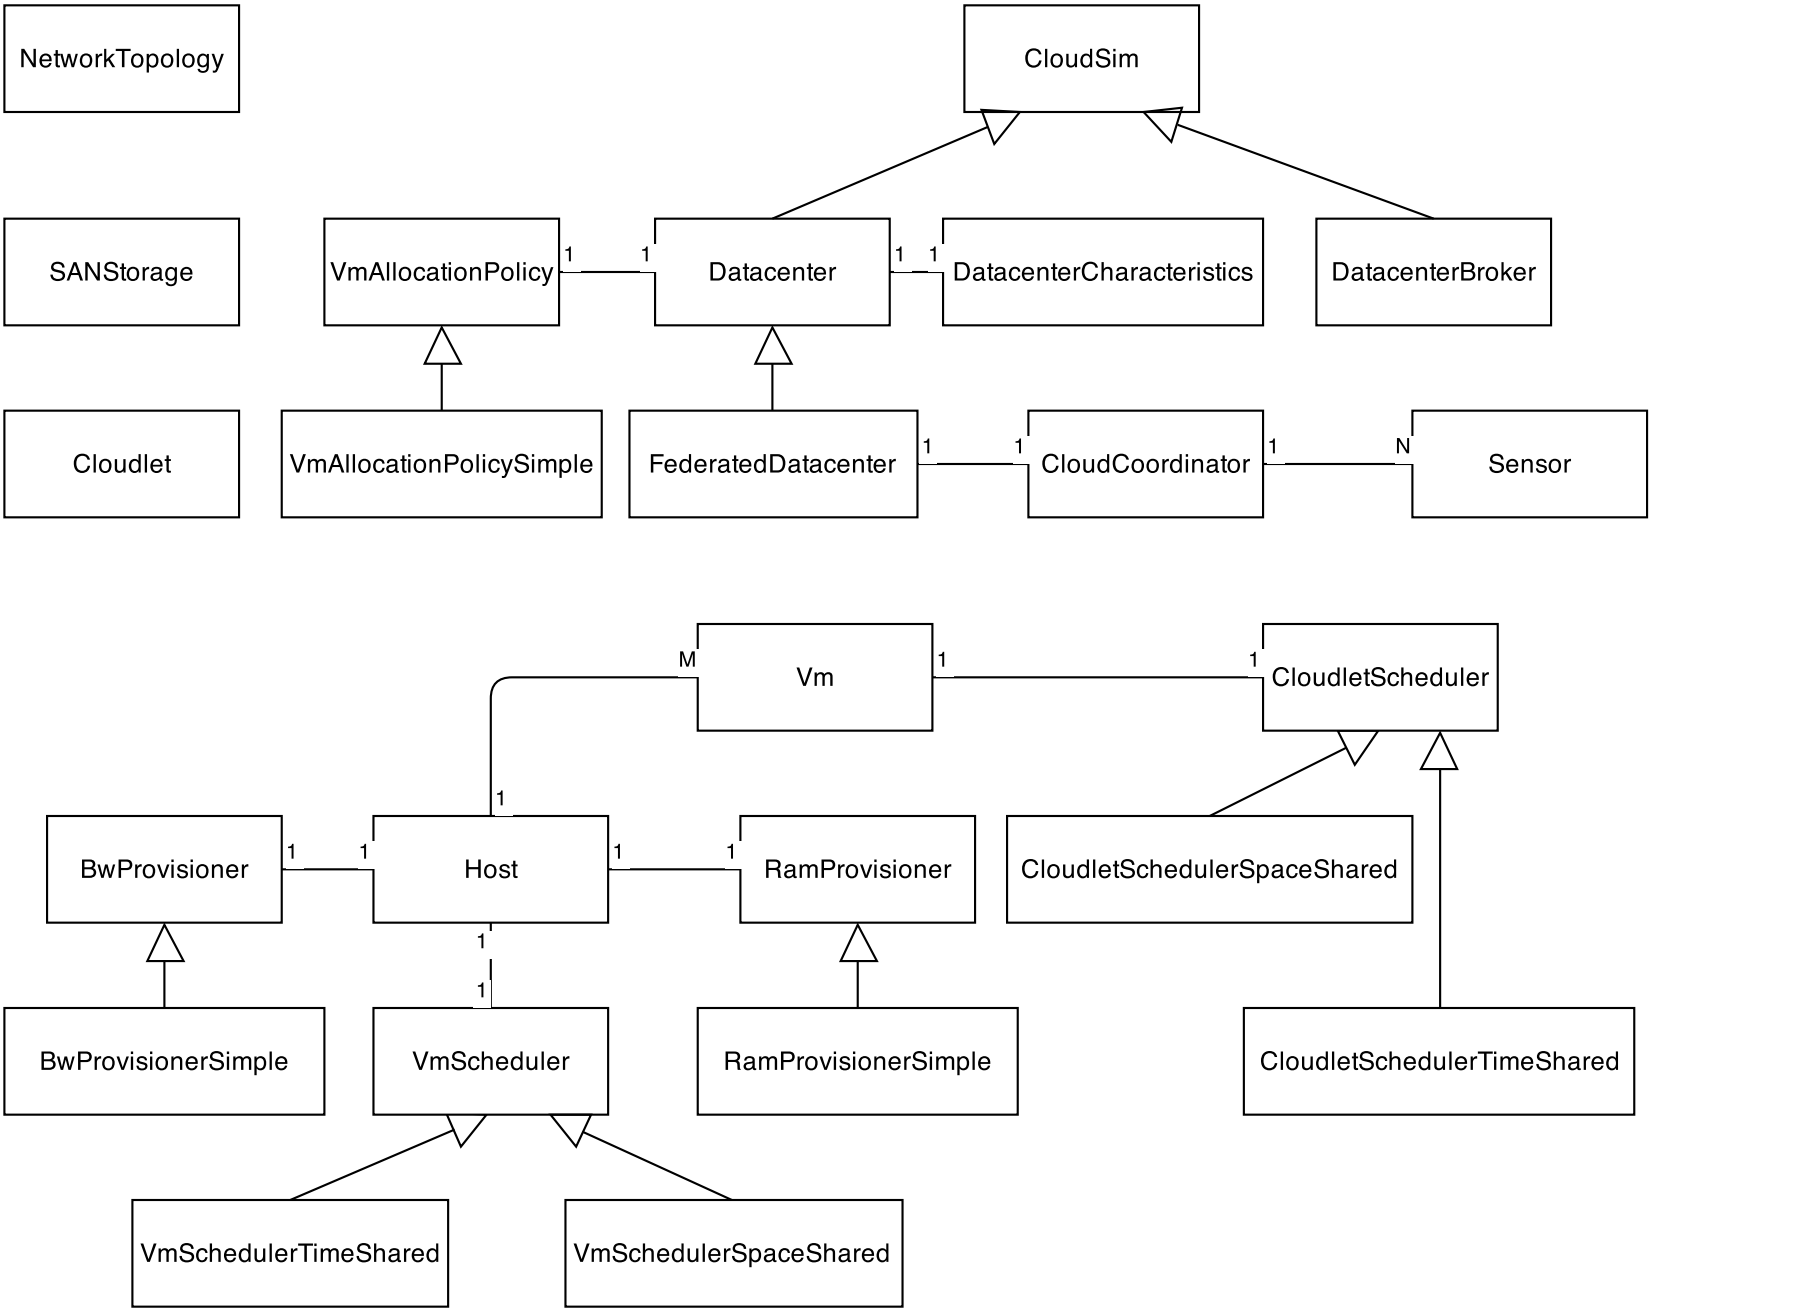 NetworkTopology
CloudSim
SANStorage
VmAllocationPolicy
1
1
Datacenter
1
1
DatacenterCharacteristics
DatacenterBroker
Cloudlet
VmAllocationPolicySimple
FederatedDatacenter
1
1
CloudCoordinator
1
N
Sensor
M
Vm
1
1
CloudletScheduler
1
BwProvisioner
1
1
Host
1
1
RamProvisioner
CloudletSchedulerSpaceShared
1
1
BwProvisionerSimple
VmScheduler
RamProvisionerSimple
CloudletSchedulerTimeShared
VmSchedulerTimeShared
VmSchedulerSpaceShared